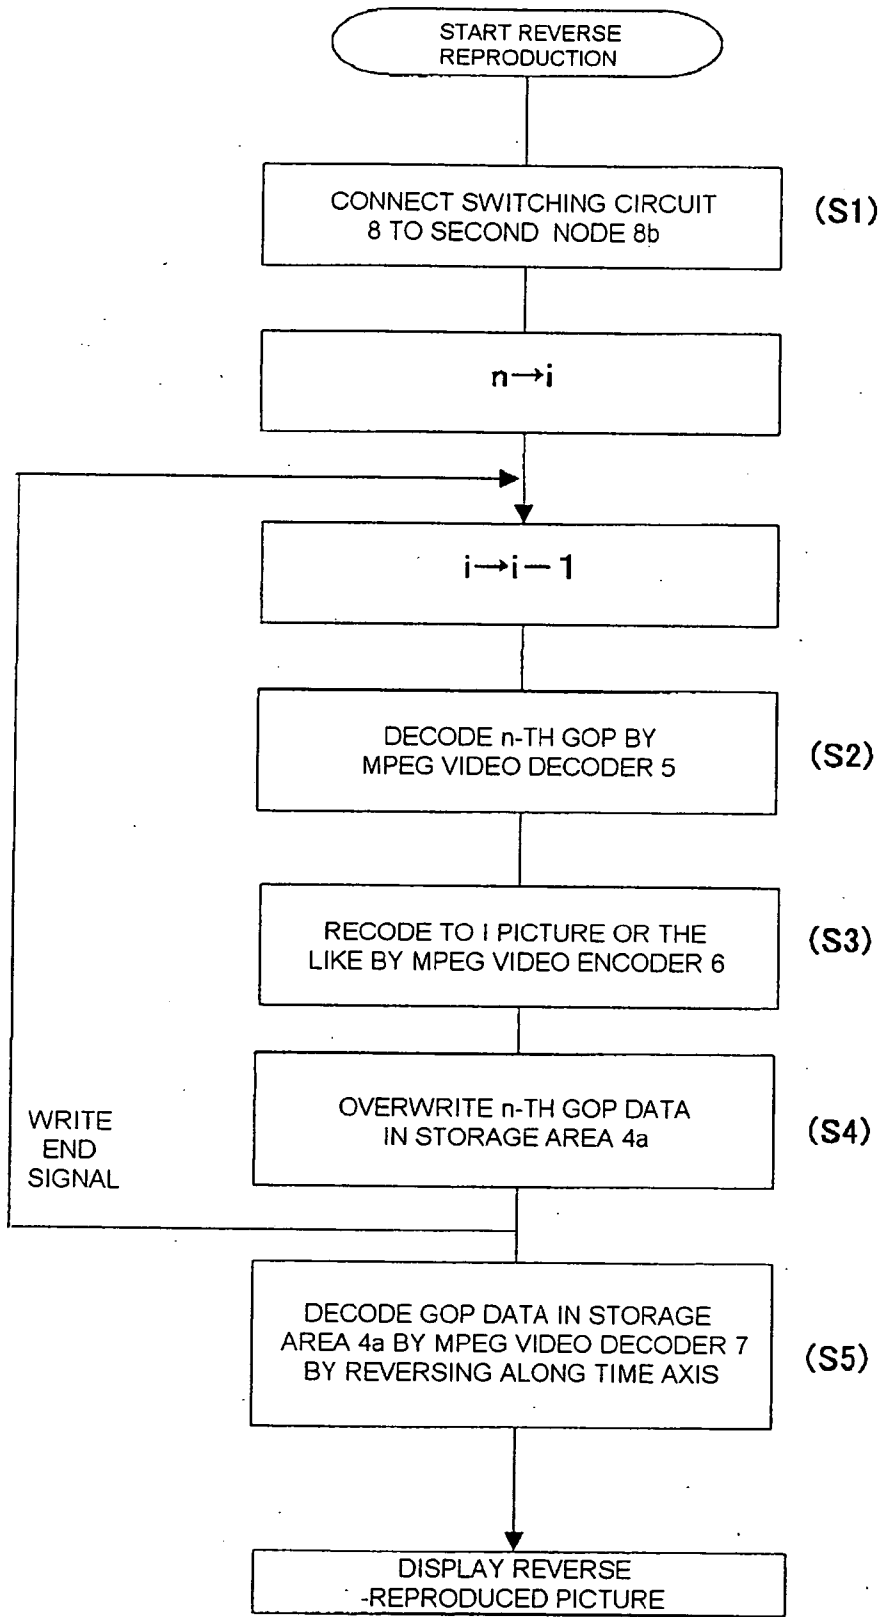 START REVERSE
REPRODUCTION
CONNECT SWITCHING CIRCUIT
8 TO SECOND NODE 8b
(S1)
n→i
i→i－1
DECODE n-TH GOP BY
MPEG VIDEO DECODER 5
(S2)
RECODE TO I PICTURE OR THE
LIKE BY MPEG VIDEO ENCODER 6
(S3)
OVERWRITE n-TH GOP DATA
IN STORAGE AREA 4a
(S4)
WRITE
END
SIGNAL
DECODE GOP DATA IN STORAGE
AREA 4a BY MPEG VIDEO DECODER 7
BY REVERSING ALONG TIME AXIS
(S5)
DISPLAY REVERSE
-REPRODUCED PICTURE